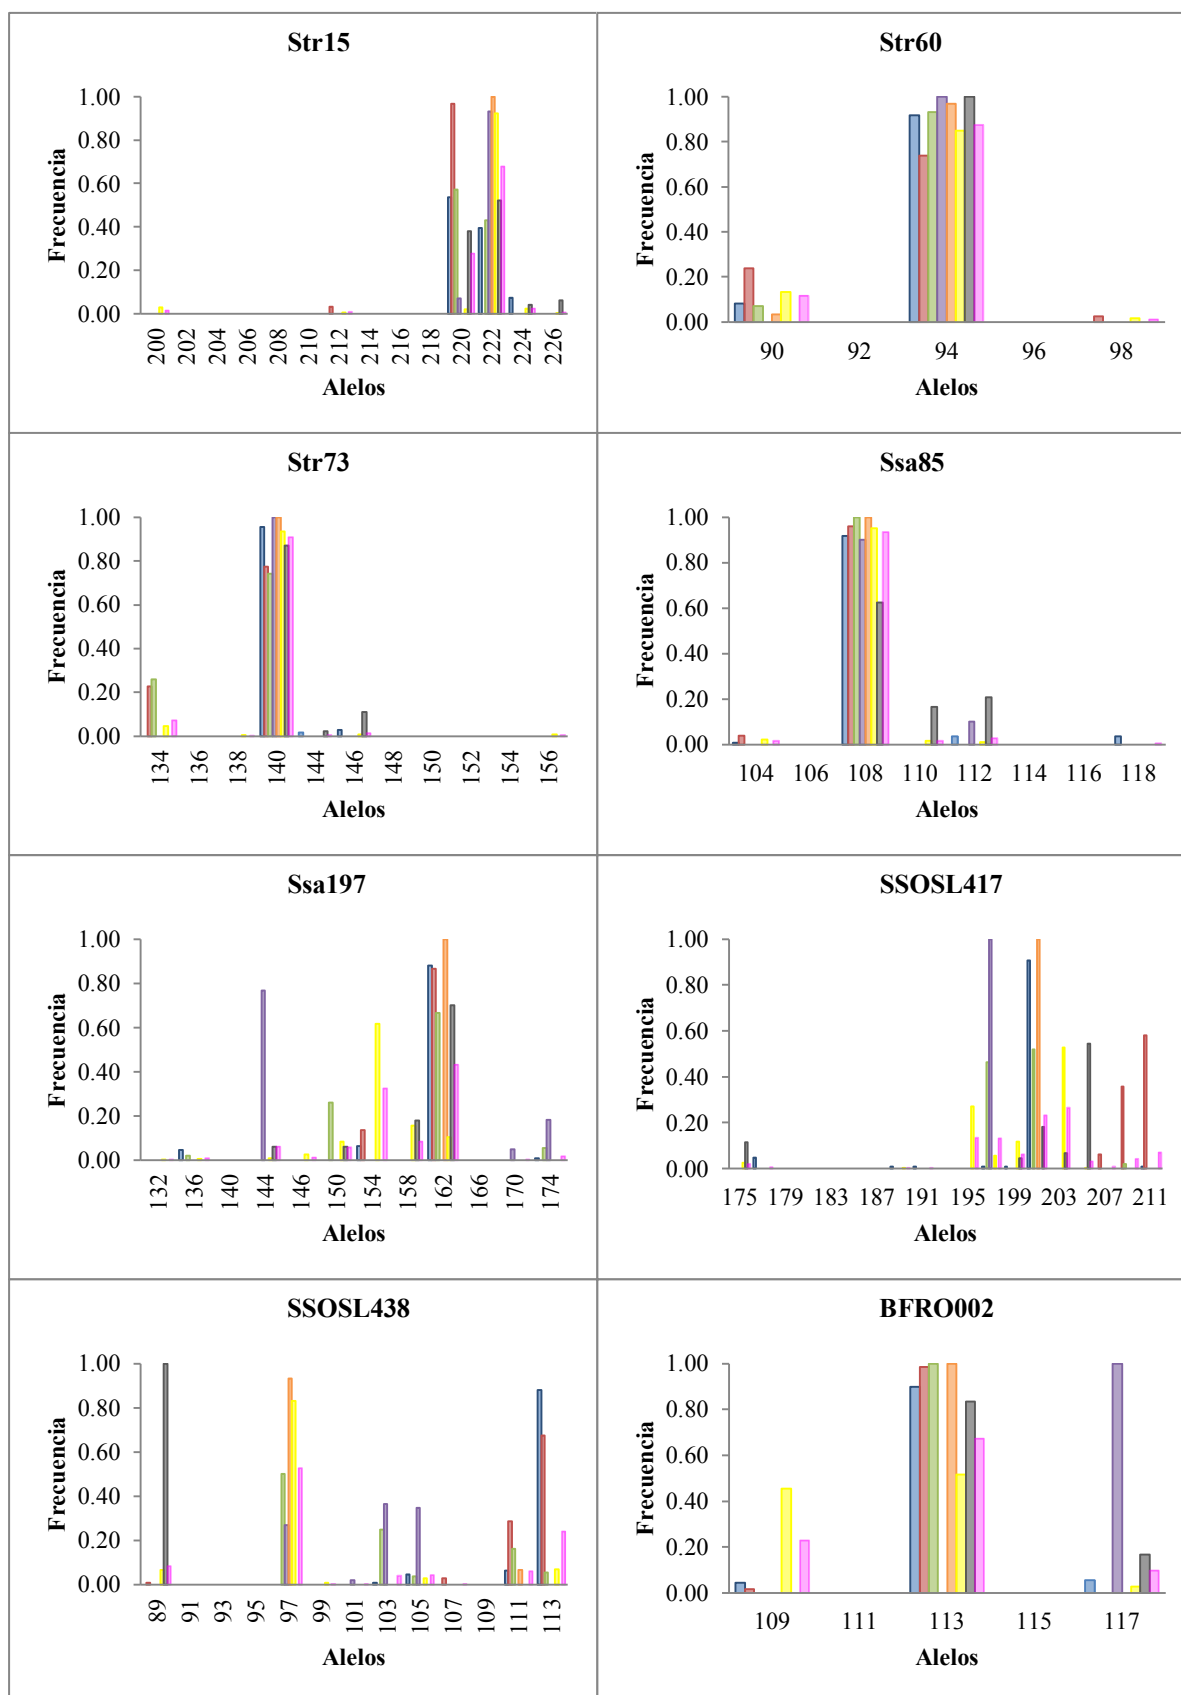 Str15
1.00
0.80
0.60
0.40
0.20
0.00
Frecuencia
200 202 204 206 208 210 212 214 216 218 220 222 224 226
Alelos
Str60
1.00
0.80
0.60
0.40
0.20
0.00
Frecuencia
90 92 94 96 98
Alelos
Str73
1.00
0.80
0.60
0.40
0.20
0.00
Frecuencia
134 136 138 140 144 146 148 150 152 154 156
Alelos
Ssa85
1.00
0.80
0.60
0.40
0.20
0.00
Frecuencia
104 106 108 110 112 114 116 118
Alelos
Ssa197
1.00
0.80
0.60
0.40
0.20
0.00
Frecuencia
132 136 140 144 146 150 154 158 162 166 170 174
Alelos
SSOSL417
1.00
0.80
0.60
0.40
0.20
0.00
Frecuencia
175 179 183 187 191 195 199 203 207 211
Alelos
SSOSL438
1.00
0.80
0.60
0.40
0.20
0.00
Frecuencia
89 91 93 95 97 99 101 103 105 107 109 111 113
Alelos
BFRO002
1.00
0.80
0.60
0.40
0.20
0.00
Frecuencia
109 111 113 115 117
Alelos